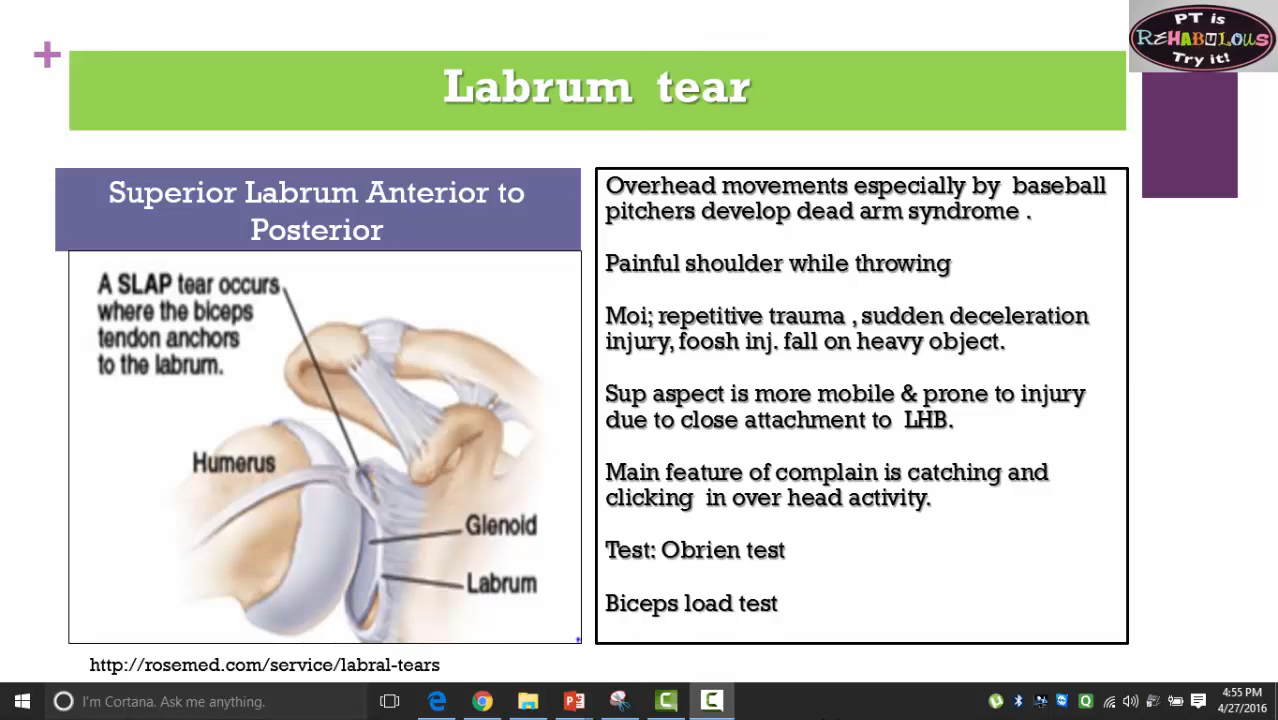 PT is
REHABULOUS
Try it!
+
Labrum tear
Superior Labrum Anterior to
Posterior
A SLAP tear occurs
where the biceps
tendon anchors
to the labrum.
Humerus
Glenoid
Labrum
http://rosemed.com/service/labral-tears
Overhead movements especially by baseball
pitchers develop dead arm syndrome .
Painful shoulder while throwing
Moi; repetitive trauma , sudden deceleration
injury, foosh inj. fall on heavy object.
Sup aspect is more mobile & prone to injury
due to close attachment to LHB.
Main feature of complain is catching and
clicking in over head activity.
Test: Obrien test
Biceps load test
I'm Cortana. Ask me anything.
4:55 PM
4/27/2016